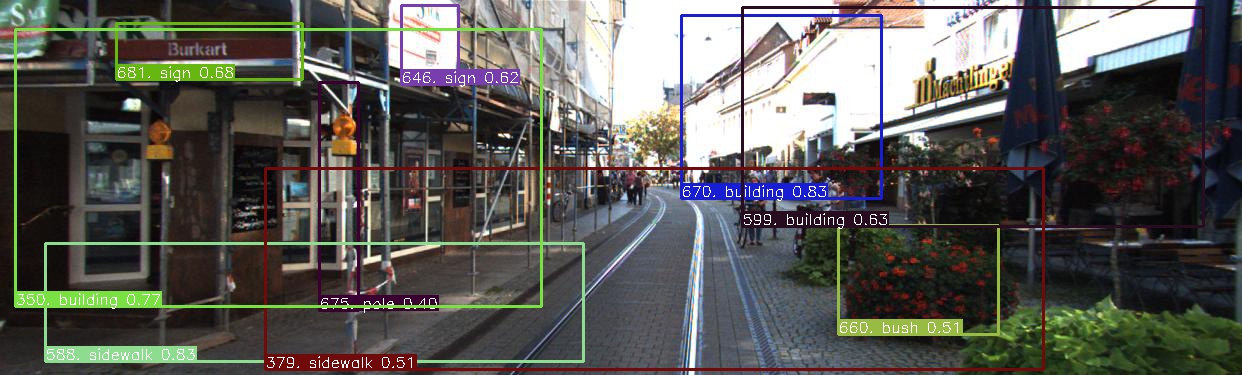 Burkart
681. sign 0.68
646. sign 0.62
Machilinger
670. building 0.83
599. building 0.63
350. building 0.77
675. pole 0.40
660. bush 0.51
588. sidewalk 0.83
379. sidewalk 0.51